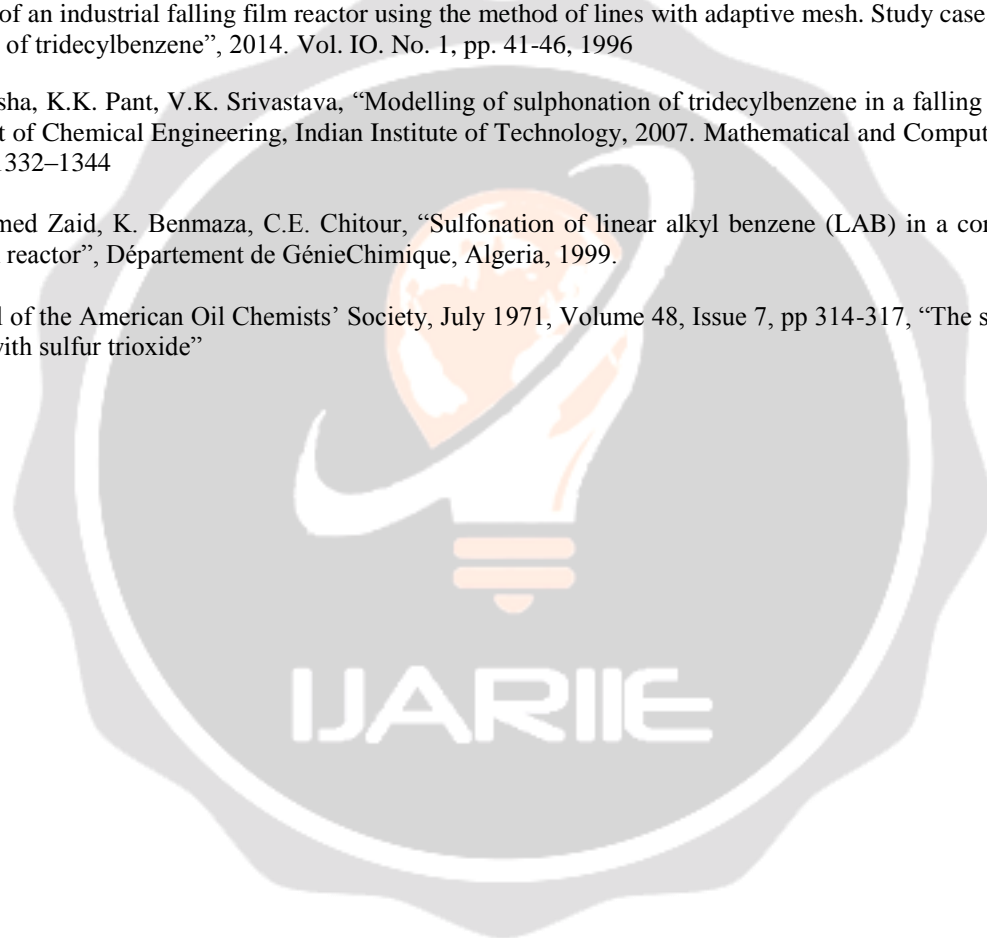 of an industrial falling film reactor using the method of lines with adaptive mesh. Study case
of tridecylbenzene”, 2014. Vol. IO. No. 1, pp. 41-46, 1996
sha, K.K. Pant, V.K. Srivastava, “Modelling of sulphonation of tridecylbenzene in a falling
of Chemical Engineering, Indian Institute of Technology, 2007. Mathematical and Comput
1332–1344
med Zaid, K. Benmaza, C.E. Chitour, “Sulfonation of linear alkyl benzene (LAB) in a con
reactor”, Département de GénieChimique, Algeria, 1999.
l of the American Oil Chemists’ Society, July 1971, Volume 48, Issue 7, pp 314-317, “The s
with sulfur trioxide”
IJARIIE